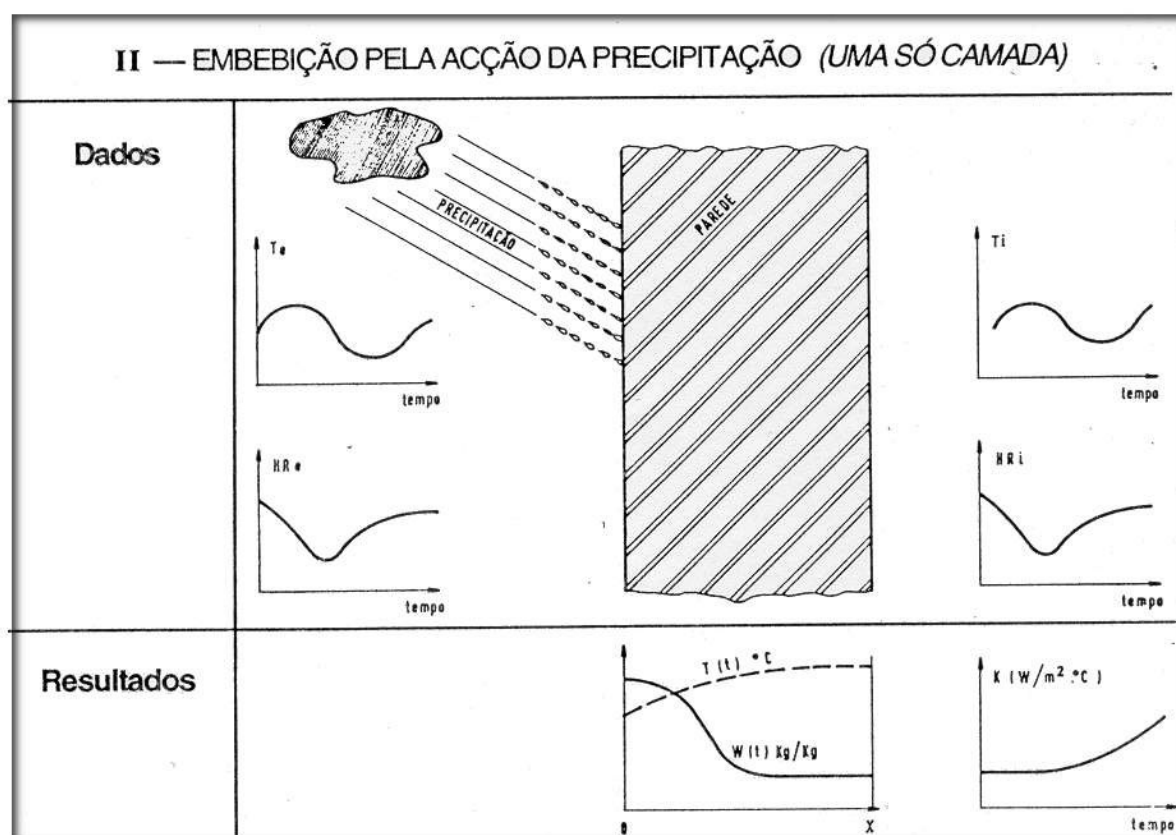 II — EMBEBIÇÃO PELA ACÇÃO DA PRECIPITAÇÃO (UMA SÓ CAMADA)
Dados
PRECIPITAÇÃO
PAREDE
Te
tempo
Ti
tempo
HRe
tempo
HRi
tempo
Resultados
T(t) °C
W(t) Kg/Kg
0
X
K (W/m² .°C)
tempo